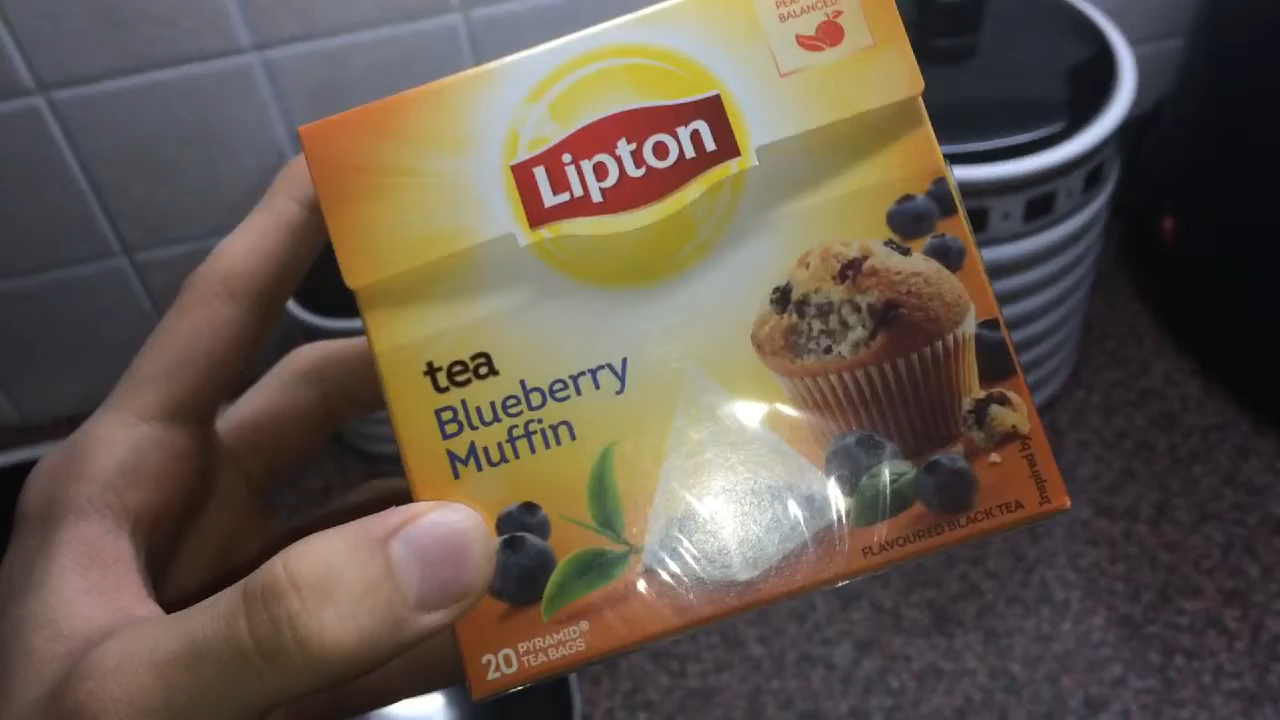 BALANCED
Lipton
tea
Blueberry
Muffin
Inspired by
FLAVOURED BLACK TEA
20 PYRAMID®
TEA BAGS